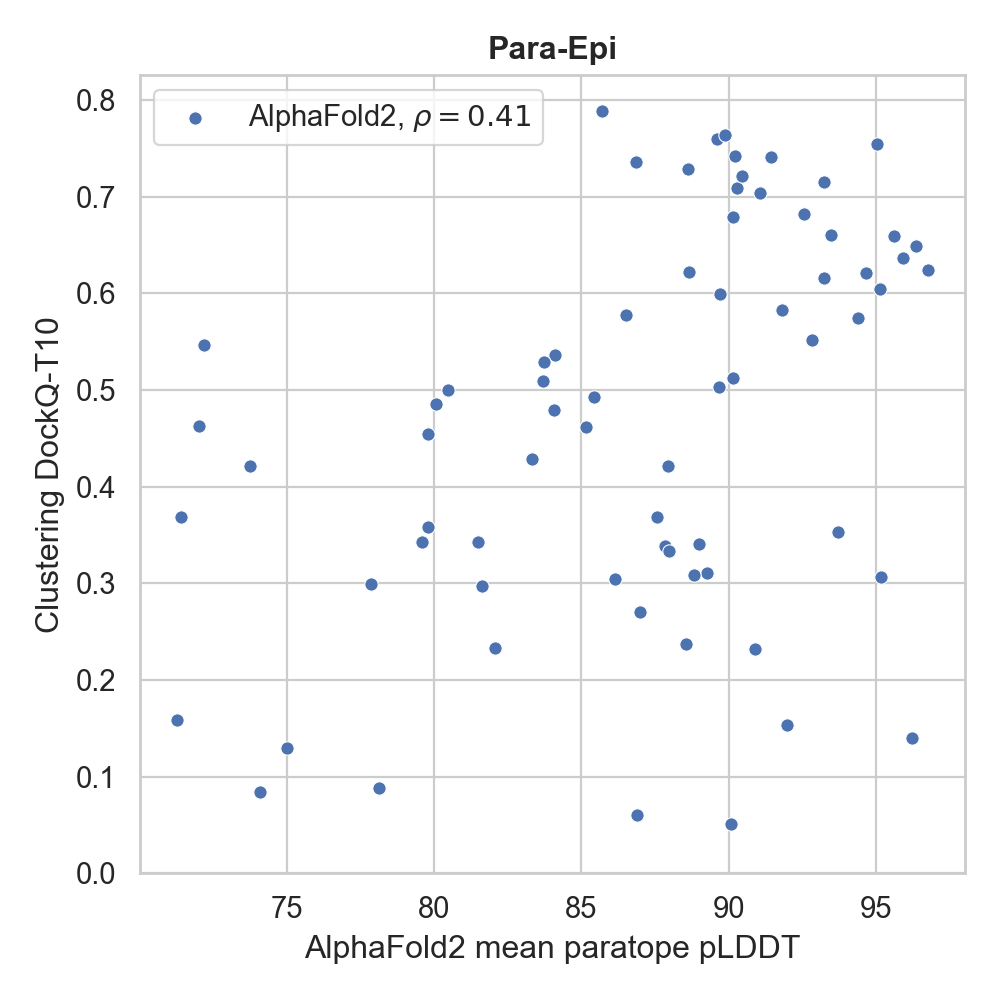 Para-Epi
AlphaFold2, ρ = 0.41
Clustering DockQ-T10
0.8
0.7
0.6
0.5
0.4
0.3
0.2
0.1
0.0
75 80 85 90 95
AlphaFold2 mean paratope pLDDT